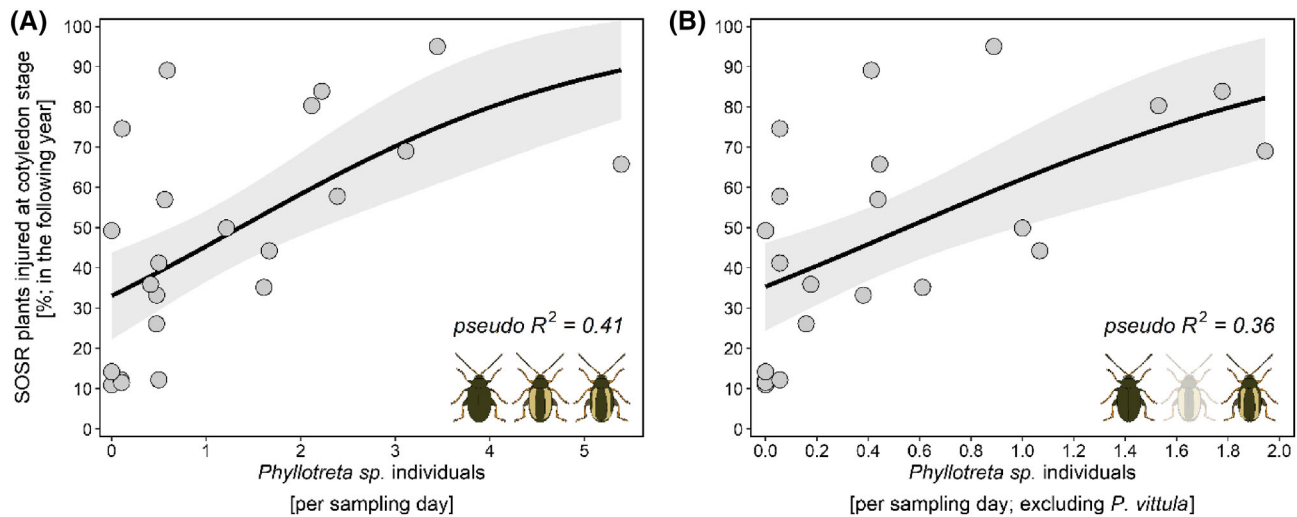 (A)
SOSR plants injured at cotyledon stage
[%; in the following year]
100
90
80
70
60
50
40
30
20
10
0
pseudo R² = 0.41
0 1 2 3 4 5
Phyllotreta sp. individuals
[per sampling day]
(B)
100
90
80
70
60
50
40
30
20
10
0
pseudo R² = 0.36
0.0 0.2 0.4 0.6 0.8 1.0 1.2 1.4 1.6 1.8 2.0
Phyllotreta sp. individuals
[per sampling day; excluding P. vittula]